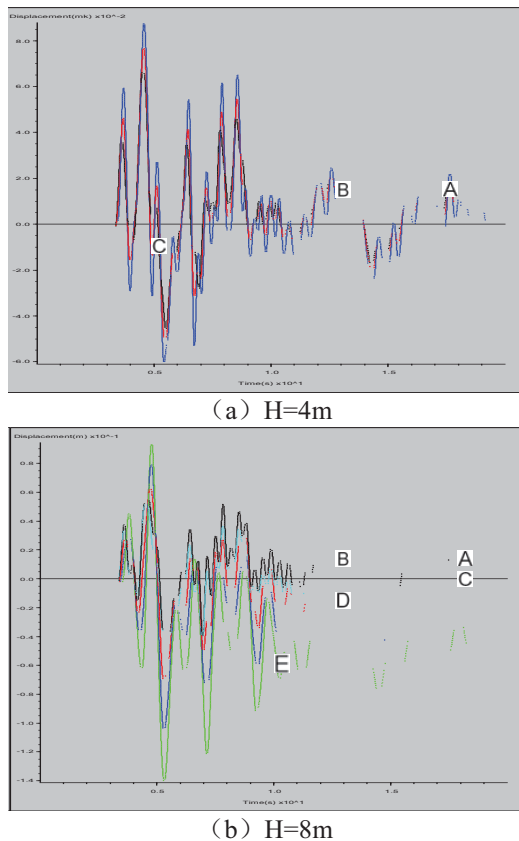 Displacement(mk) x10^-2
8.0
6.0
4.0
2.0
0.0
-2.0
-4.0
-6.0
B
A
C
0.5
1.0
1.5
Time(s) x10^1
（a）H=4m
Displacement(m) x10^-1
0.8
0.6
0.4
0.2
0.0
-0.2
-0.4
-0.6
-0.8
-1.0
-1.2
-1.4
B
A
C
D
E
0.5
1.0
1.5
Time(s) x10^1
（b）H=8m